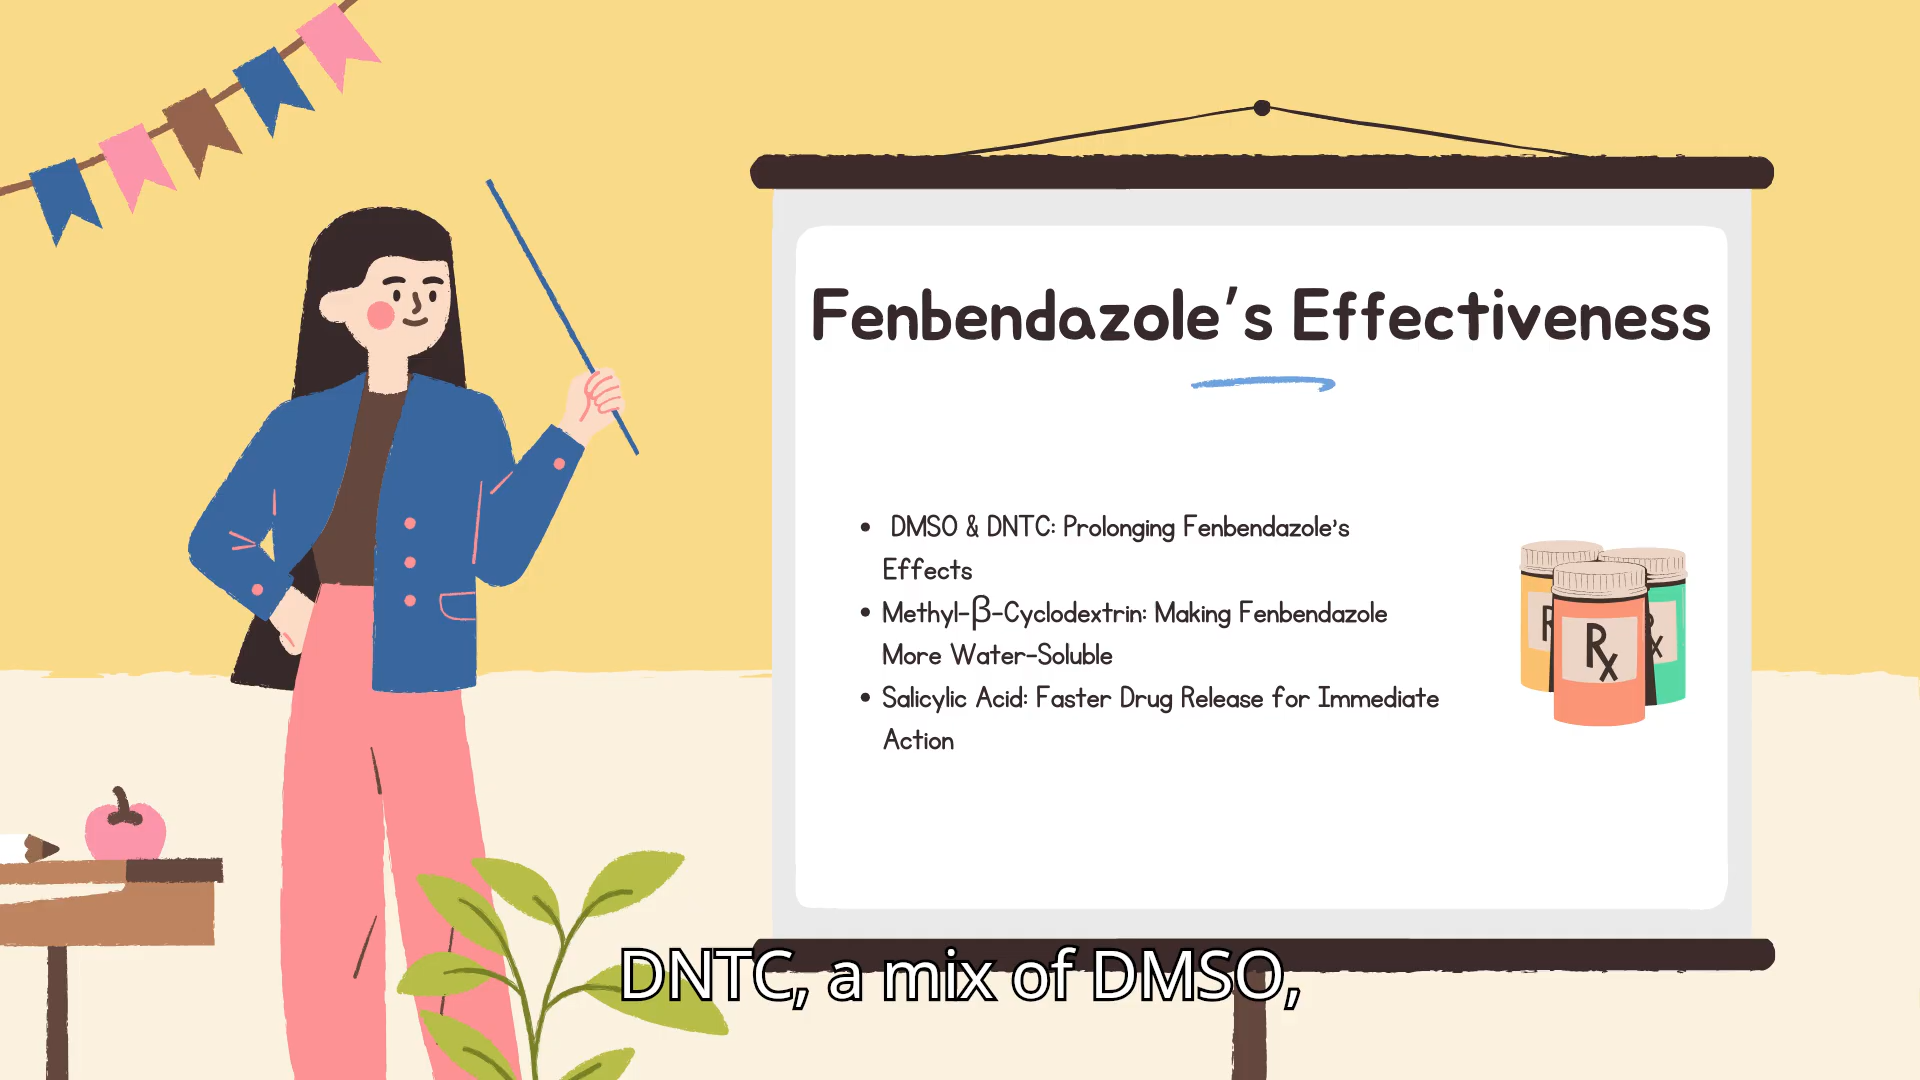 Fenbendazole's Effectiveness
• DMSO & DNTC: Prolonging Fenbendazole's
Effects
• Methyl-β-Cyclodextrin: Making Fenbendazole
More Water-Soluble
• Salicylic Acid: Faster Drug Release for Immediate
Action
R
Rx
Rx
DNTC, a mix of DMSO,